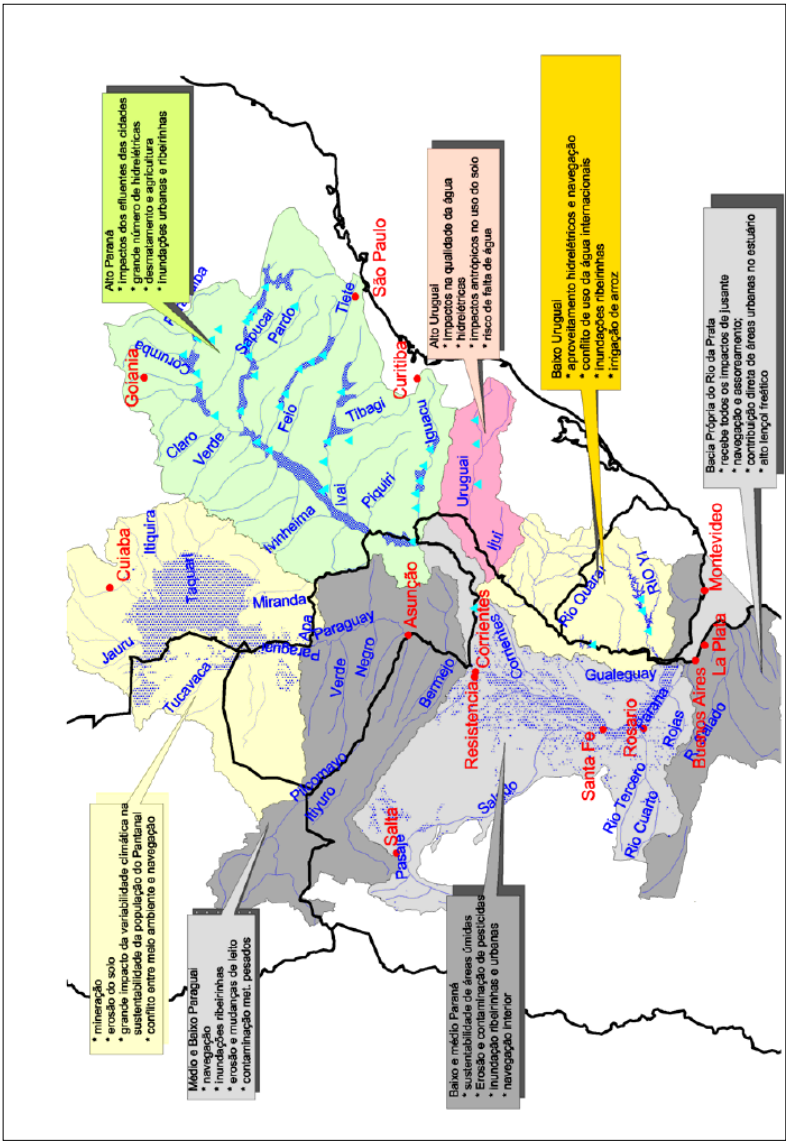 * mineração
* erosão do solo
* grande impacto da variabilidade climática na
sustentabilidade da população do Pantanal
* conflito entre meio ambiente e navegação
Alto Paraná
* impactos dos efluentes das cidades
* grande número de hidrelétricas
* desmatamento e agricultura
* inundações urbanas e ribeirinhas
Médio e Baixo Paraguai
* navegação
* inundações ribeirinhas
* erosão e mudanças de leito
* contaminação met. pesados
Alto Uruguai
* impactos na qualidade da água
* hidrelétricas
* impactos antrópicos no uso do solo
* risco de falta de água
Baixo e médio Paraná
* sustentabilidade de áreas úmidas
* Erosão e contaminação de pesticidas
* inundação ribeirinhas e urbanas
* navegação interior
Baixo Uruguai
* aproveitamento hidrelétricos e navegação
* conflito de uso da água internacionais
* inundações ribeirinhas
* irrigação de arroz
Bacia Própria do Rio da Prata
* recebe todos os impactos de jusante
* navegação e assoreamento;
* contribuição direta de áreas urbanas no estuário
* alto lençol freático
Cuiaba
Itiquira
Jauru
Taquari
Tucavaca
Miranda
Apa
Goiania
Corumba
Claro
Verde
Sapucai
Pardo
Feio
Tiete
São Paulo
Ivinheima
Ivai
Tibagi
Piquiri
Curitiba
Iguacu
Paraguay
Verde
Negro
Asunção
Pilcomayo
Itiyuro
Bermejo
Salta
Pasaje
Salado
Resistencia
Corrientes
Corrientes
Uruguai
Ijui
Rio Quarai
RIO YI
Gualeguay
Santa Fe
Rosario
Parana
Rio Tercero
Rio Cuarto
Rojas
Buenos Aires
La Plata
Montevideo